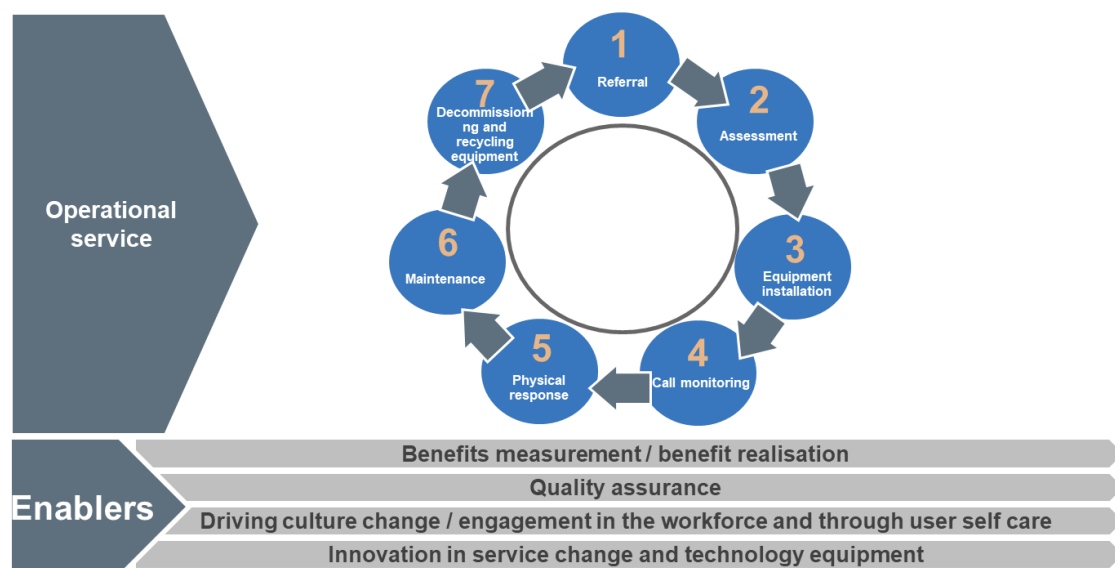 Operational
service
1
Referral
2
Assessment
3
Equipment
installation
4
Call monitoring
5
Physical
response
6
Maintenance
7
Decommissioni
ng and
recycling
equipment
Enablers
Benefits measurement / benefit realisation
Quality assurance
Driving culture change / engagement in the workforce and through user self care
Innovation in service change and technology equipment